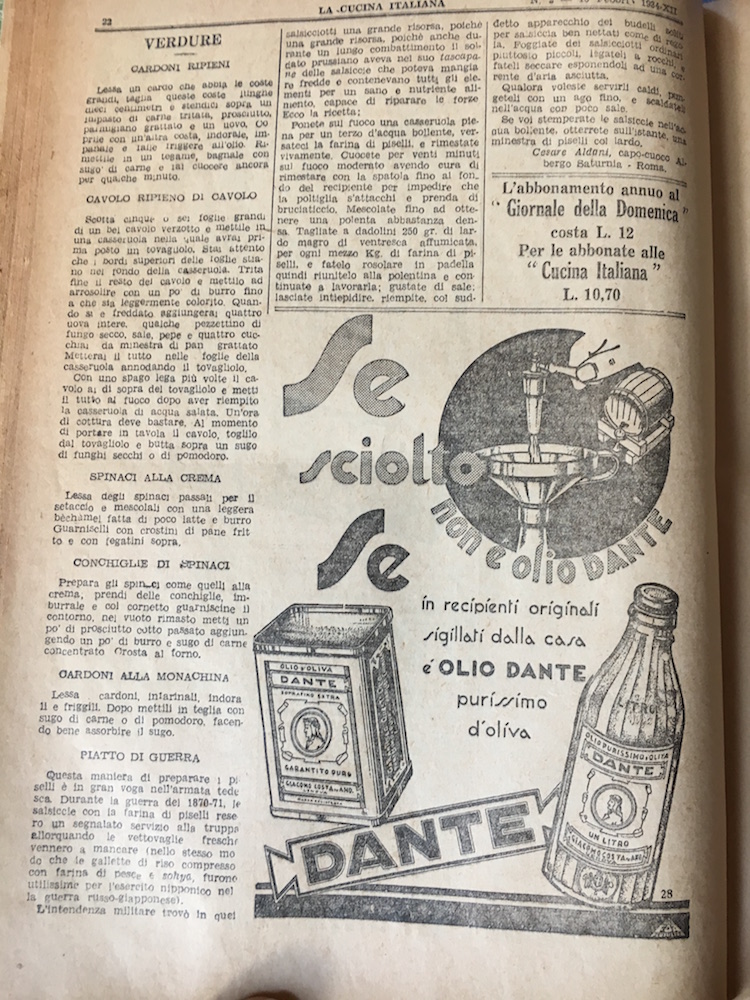 22
LA CUCINA ITALIANA
1934-XII
VERDURE
CARDONI RIPIENI
Lessa un cardo che abbia le coste
grandi, taglia queste coste lunghe
dieci centimetri e stendici sopra un
impasto di carne tritata, prosciutto,
parmigiano grattato e un uovo. Co
prile con un'altra costa, indorale, im
panale e falle friggere all'olio. Ri
mettile in un tegame, bagnale con
sugo di carne e fai cuocere ancora
per qualche minuto.
CAVOLO RIPIENO DI CAVOLO
Scotta cinque o sei foglie grandi
di un bel cavolo verzotto e mettile in
una casseruola nella quale avrai pri-
ma posto un tovagliolo. Stai attento
che i bordi superiori delle foglie stia-
no nel fondo della casseruola. Trita
fine il resto del cavolo e mettilo ad
arrosolire con un po' di burro fino
a che sia leggermente colorito. Quan-
do si è freddato aggiungerai quattro
uova intere, qualche pezzettino di
fungo secco, sale, pepe e quattro cuc-
chiai da minestra di pan grattato
Metterai il tutto nelle foglie della
casseruola annodando il tovagliolo.
Con uno spago lega più volte il ca-
volo al di sopra del tovagliolo e metti
il tutto al fuoco dopo aver riempito
la casseruola di acqua salata. Un'ora
di cottura deve bastare. Al momento
di portare in tavola il cavolo, toglilo
dal tovagliolo e butta sopra un sugo
di funghi secchi o di pomodoro.
SPINACI ALLA CREMA
Lessa degli spinaci passali per il
setaccio e mescolali con una leggera
béchamel fatta di poco latte e burro
Guarniscili con crostini di pane frit
to e con fegatini sopra.
CONCHIGLIE DI SPINACI
Prepara gli spinaci come quelli alla
crema, prendi delle conchiglie, im-
burrale e col cornetto guarniscine il
contorno, nel vuoto rimasto metti un
po' di prosciutto cotto passato aggiun-
gendo un po' di burro e sugo di carne
concentrato Crosta al forno.
CARDONI ALLA MONACHINA
Lessa cardoni, infarinali, indora
li e friggili. Dopo mettili in teglia con
sugo di carne o di pomodoro, facen-
do bene assorbire il sugo.
PIATTO DI GUERRA
Questa maniera di preparare i pi
selli è in gran voga nell'armata tede
sca. Durante la guerra del 1870-71, le
salsiccie con la farina di piselli rese
ro un segnalato servizio alla truppa
allorquando le vettovaglie fresche
vennero a mancare (nello stesso mo
do che le gallette di riso compresso
con farina di pesce e sohya, furono
utilissime per l'esercito nipponico nel
la guerra russo-giapponese).
L'intendenza militare trovò in quei
salsicciotti una grande risorsa, poichè
una grande risorsa, poichè anche du-
rante un lungo combattimento il sol-
dato prussiano aveva nel suo tascapa-
ne delle salsiccie che poteva mangia
re fredde e contenevano tutti gli ele
menti per un sano e nutriente ali-
mento, capace di riparare le forze
Ecco la ricetta;
Ponete sul fuoco una casseruola pie-
na per un terzo d'acqua bollente, ver-
sateci la farina di piselli, e rimestate
vivamente. Cuocete per venti minuti
sul fuoco moderato avendo cura di
rimestare con la spatola fino al fon-
do del recipiente per impedire che
la poltiglia s'attacchi e prenda di
bruciaticcio. Mescolate fino ad otte-
nere una polenta abbastanza den-
sa. Tagliate a dadolini 250 gr. di lar-
do magro di ventresca affumicata,
per ogni mezzo Kg. di farina di pi-
selli, e fatelo rosolare in padella
quindi riunitelo alla polentina e con-
tinuate a lavorarla; gustate di sale;
lasciate intiepidire, riempite, col sud-
detto apparecchio dei budelli soliti
per salsiccia ben nettati come di rego
la. Foggiate dei salsicciotti ordinari
piuttosto piccoli, legateli a rocchi, e
fateli seccare esponendoli ad una cor
rente d'aria asciutta.
Qualora voleste servirli caldi, pun
geteli con un ago fino, e scaldateli
nell'acqua con poco sale.
Se voi stemperate le salsiccie nell'ac
qua bollente, otterrete sull'istante, una
minestra di piselli col lardo.
Cesare Aldani, capo-cuoco Al
bergo Saturnia - Roma.
L'abbonamento annuo al
"Giornale della Domenica"
costa L. 12
Per le abbonate alle
"Cucina Italiana"
L. 10,70
Se
sciolto
non è olio DANTE
Se
in recipienti originali
sigillati dalla casa
é OLIO DANTE
purissimo
d'oliva
OLIO D'OLIVA
DANTE
SOPRAFFINO EXTRA
GARANTITO PURO
GIACOMO COSTA FU AND.
GENOVA
LITRO
OLIO PURISSIMO D'OLIVA
DANTE
UN LITRO
GIACOMO COSTA FU AND.
DANTE
28